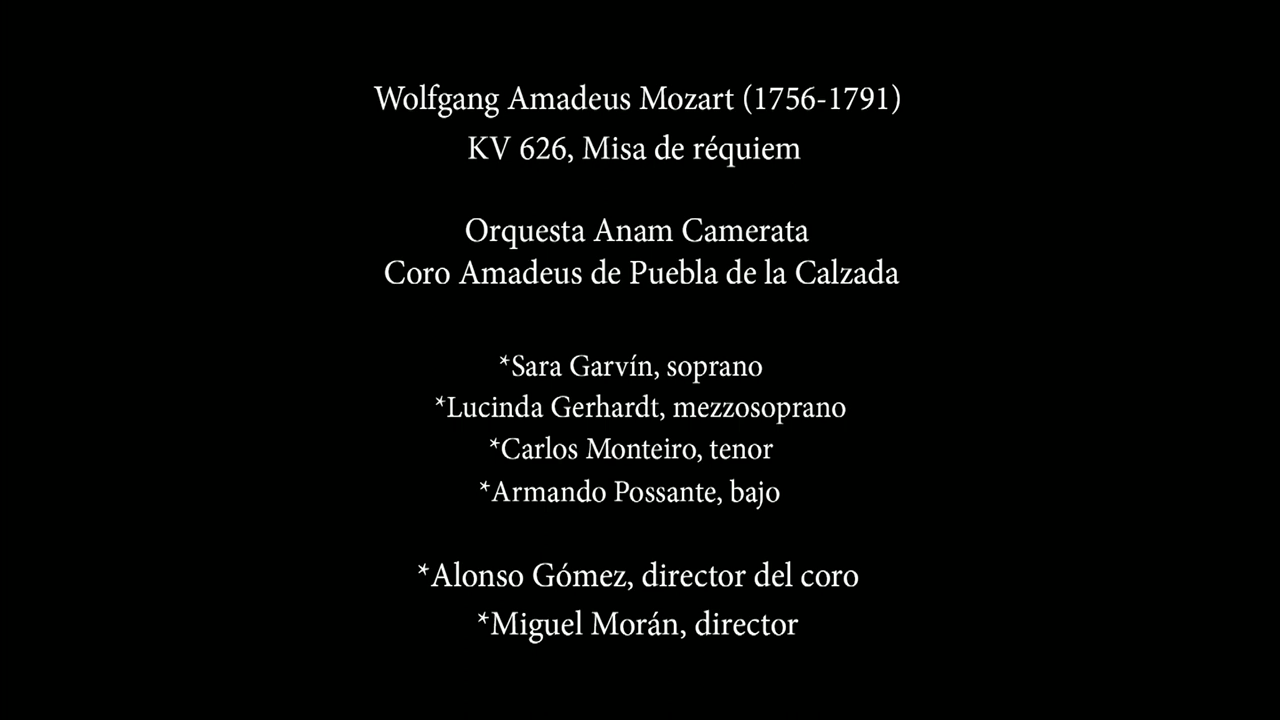 Wolfgang Amadeus Mozart (1756-1791)
KV 626, Misa de réquiem
Orquesta Anam Camerata
Coro Amadeus de Puebla de la Calzada
*Sara Garvín, soprano
*Lucinda Gerhardt, mezzosoprano
*Carlos Monteiro, tenor
*Armando Possante, bajo
*Alonso Gómez, director del coro
*Miguel Morán, director